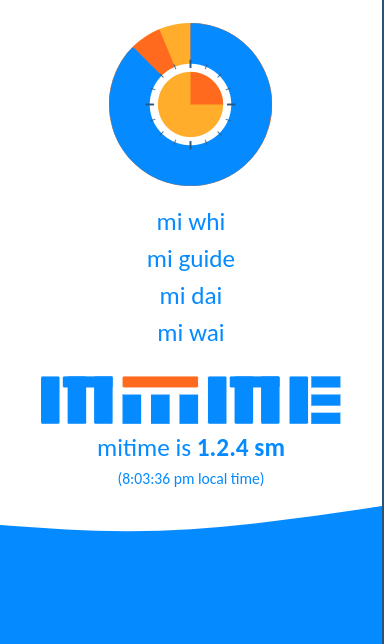 mi whi
mi guide
mi dai
mi wai
mitime
mitime is 1.2.4 sm
(8:03:36 pm local time)